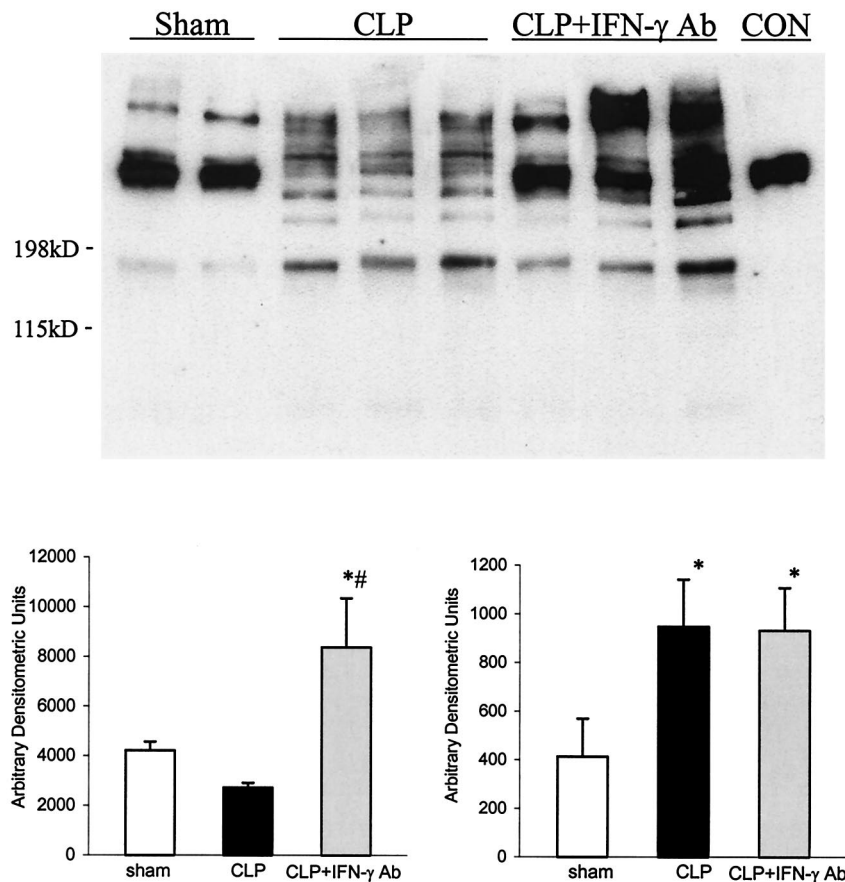 Sham CLP CLP+IFN-γ Ab CON
198kD -
115kD -
12000
10000
8000
6000
4000
2000
0
Arbitrary Densitometric Units
*#
sham CLP CLP+IFN-γ Ab
1200
1000
800
600
400
200
0
Arbitrary Densitometric Units
* *
sham CLP CLP+IFN-γ Ab